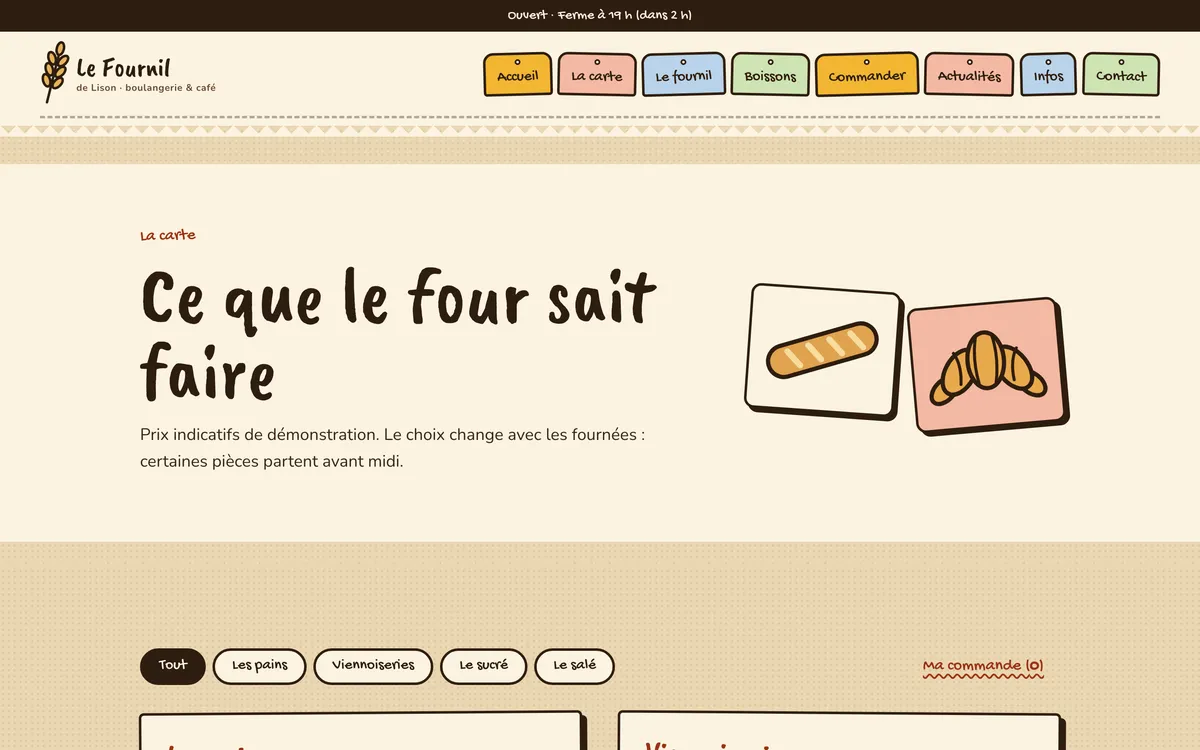 Ouvert · Ferme à 19 h (dans 2 h)
Le Fournil
de Lison · boulangerie & café
Accueil
La carte
Le fournil
Boissons
Commander
Actualités
Infos
Contact
La carte
Ce que le four sait
faire
Prix indicatifs de démonstration. Le choix change avec les fournées :
certaines pièces partent avant midi.
Tout
Les pains
Viennoiseries
Le sucré
Le salé
Ma commande (0)